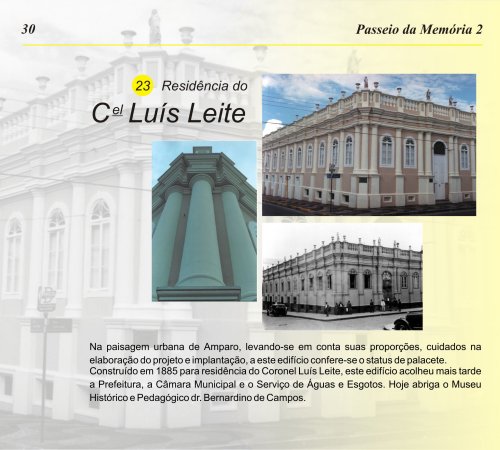 30 Passeio da Memória 2
23 Residência do
Cel Luís Leite
Na paisagem urbana de Amparo, levando-se em conta suas proporções, cuidados na
elaboração do projeto e implantação, a este edifício confere-se o status de palacete.
Construído em 1885 para residência do Coronel Luís Leite, este edifício acolheu mais tarde
a Prefeitura, a Câmara Municipal e o Serviço de Águas e Esgotos. Hoje abriga o Museu
Histórico e Pedagógico dr. Bernardino de Campos.